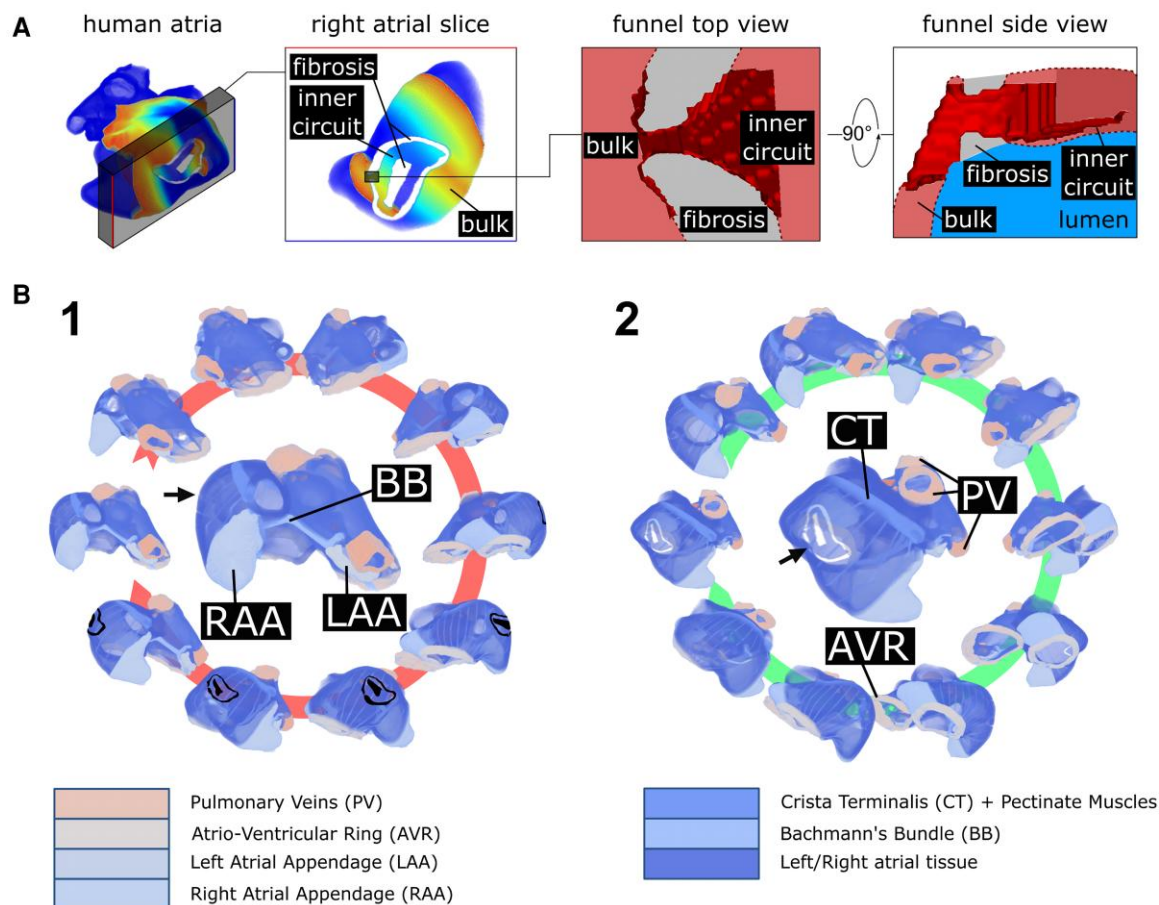 A
human atria
right atrial slice
funnel top view
funnel side view
fibrosis
inner
circuit
bulk
bulk
inner
circuit
fibrosis
90°
fibrosis
inner
circuit
bulk
lumen
B
1
BB
RAA
LAA
2
CT
PV
AVR
Pulmonary Veins (PV)
Atrio-Ventricular Ring (AVR)
Left Atrial Appendage (LAA)
Right Atrial Appendage (RAA)
Crista Terminalis (CT) + Pectinate Muscles
Bachmann's Bundle (BB)
Left/Right atrial tissue